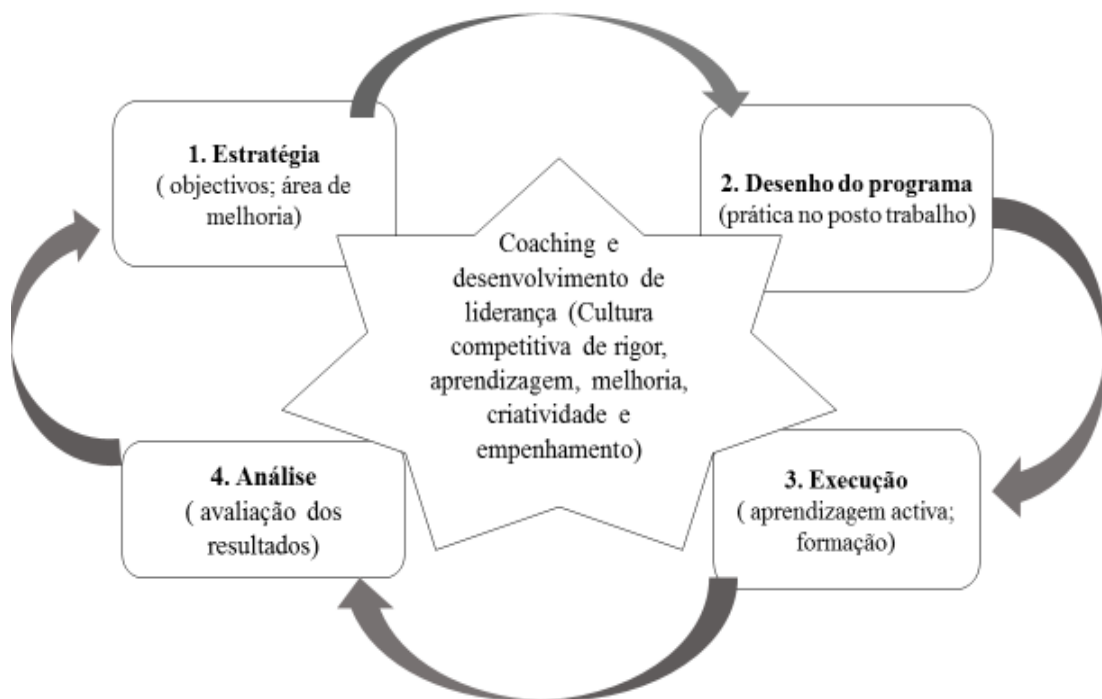 1. Estratégia
( objectivos; área de
melhoria)
2. Desenho do programa
(prática no posto trabalho)
Coaching e
desenvolvimento de
liderança (Cultura
competitiva de rigor,
aprendizagem, melhoria,
criatividade e
empenhamento)
3. Execução
( aprendizagem activa;
formação)
4. Análise
( avaliação dos
resultados)